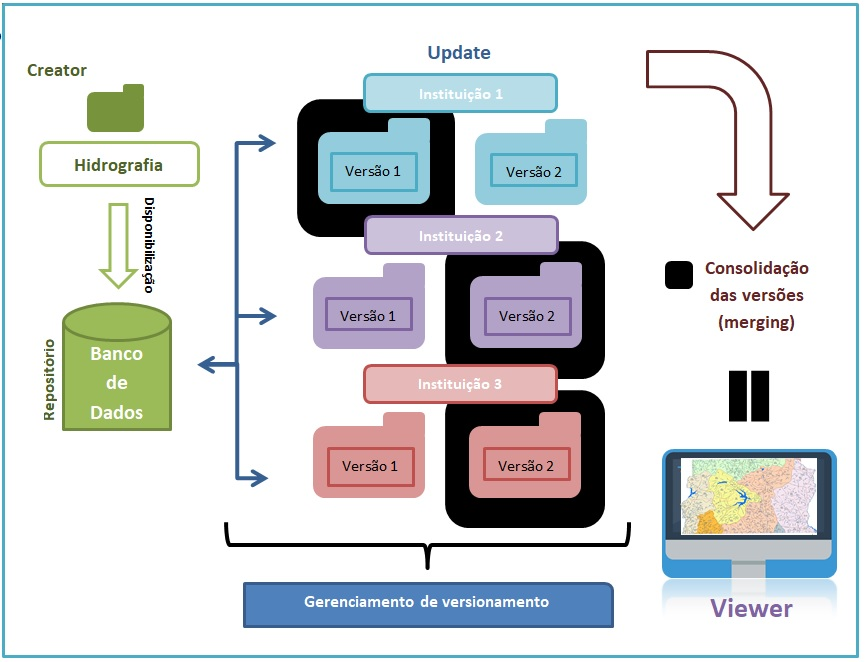 Creator
Hidrografia
Disponibilização
Repositório
Banco
de
Dados
Update
Instituição 1
Versão 1
Versão 2
Instituição 2
Versão 1
Versão 2
Instituição 3
Versão 1
Versão 2
Gerenciamento de versionamento
Consolidação
das versões
(merging)
Viewer